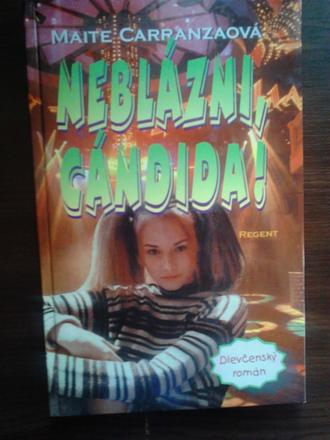 MAITE CARRANZAOVÁ
NEBLÁZNI,
CÁNDIDA!
REGENT
Dievčenský
román